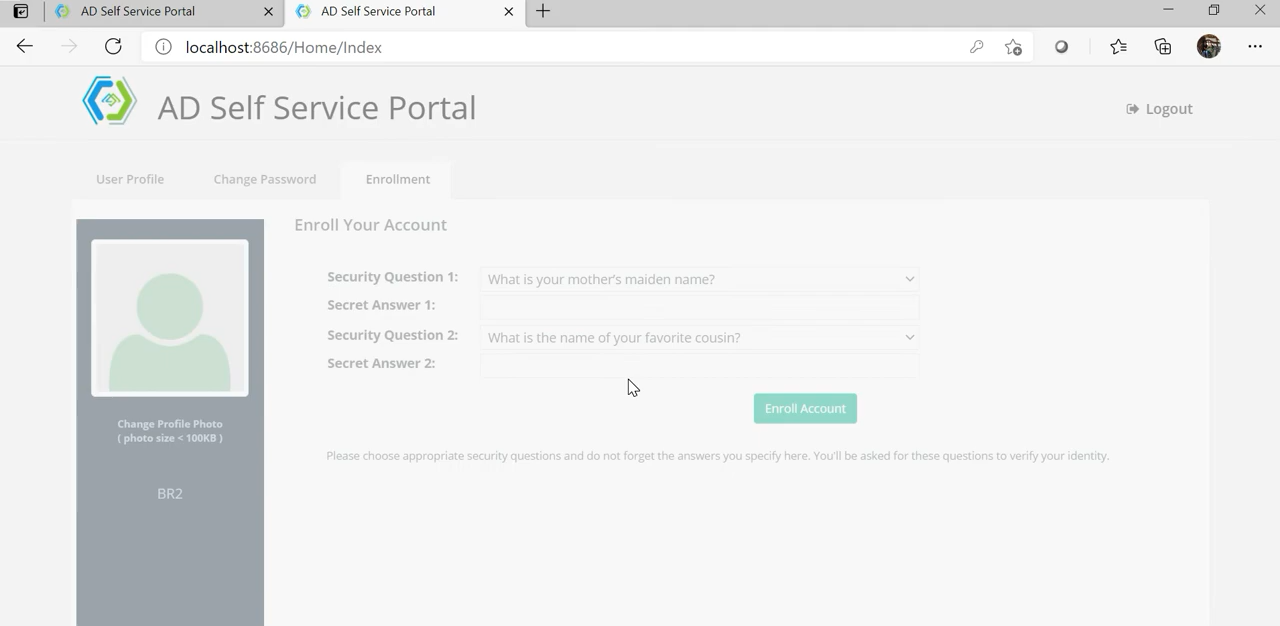 AD Self Service Portal
AD Self Service Portal
localhost:8686/Home/Index
AD Self Service Portal
Logout
User Profile
Change Password
Enrollment
Enroll Your Account
Security Question 1:
What is your mother's maiden name?
Secret Answer 1:
Security Question 2:
What is the name of your favorite cousin?
Secret Answer 2:
Enroll Account
Change Profile Photo
( photo size < 100KB )
Please choose appropriate security questions and do not forget the answers you specify here. You'll be asked for these questions to verify your identity.
BR2